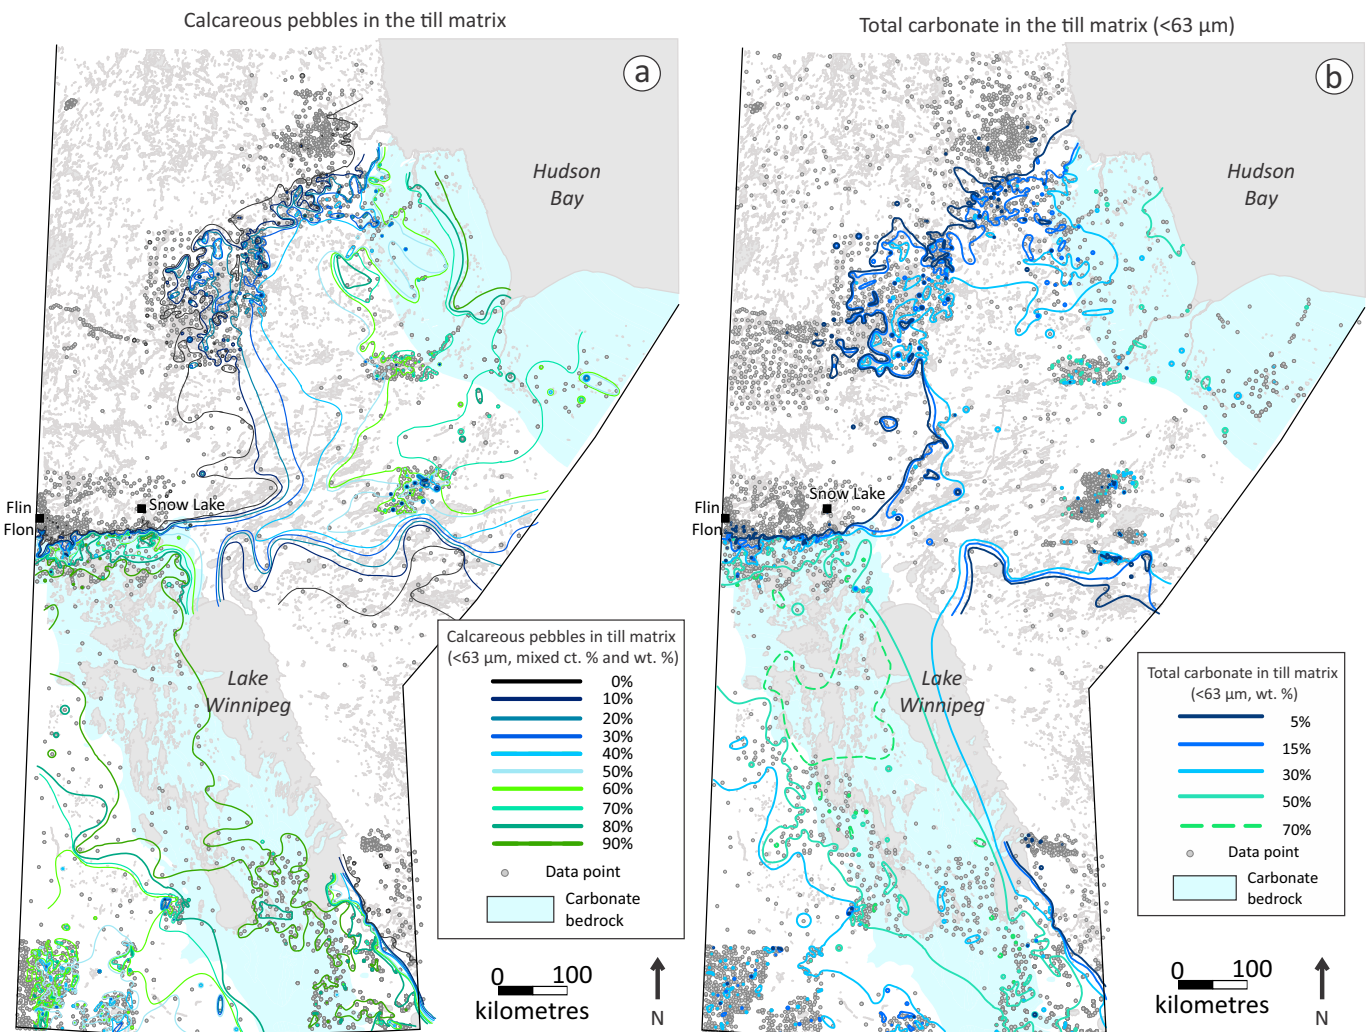 Calcareous pebbles in the till matrix
a
Hudson
Bay
Flin
Flon
Snow Lake
Lake
Winnipeg
Calcareous pebbles in till matrix
(<63 µm, mixed ct. % and wt. %)
0%
10%
20%
30%
40%
50%
60%
70%
80%
90%
Data point
Carbonate
bedrock
0 100
kilometres
N
Total carbonate in the till matrix (<63 µm)
b
Hudson
Bay
Flin
Flon
Snow Lake
Lake
Winnipeg
Total carbonate in till matrix
(<63 µm, wt. %)
5%
15%
30%
50%
70%
Data point
Carbonate
bedrock
0 100
kilometres
N